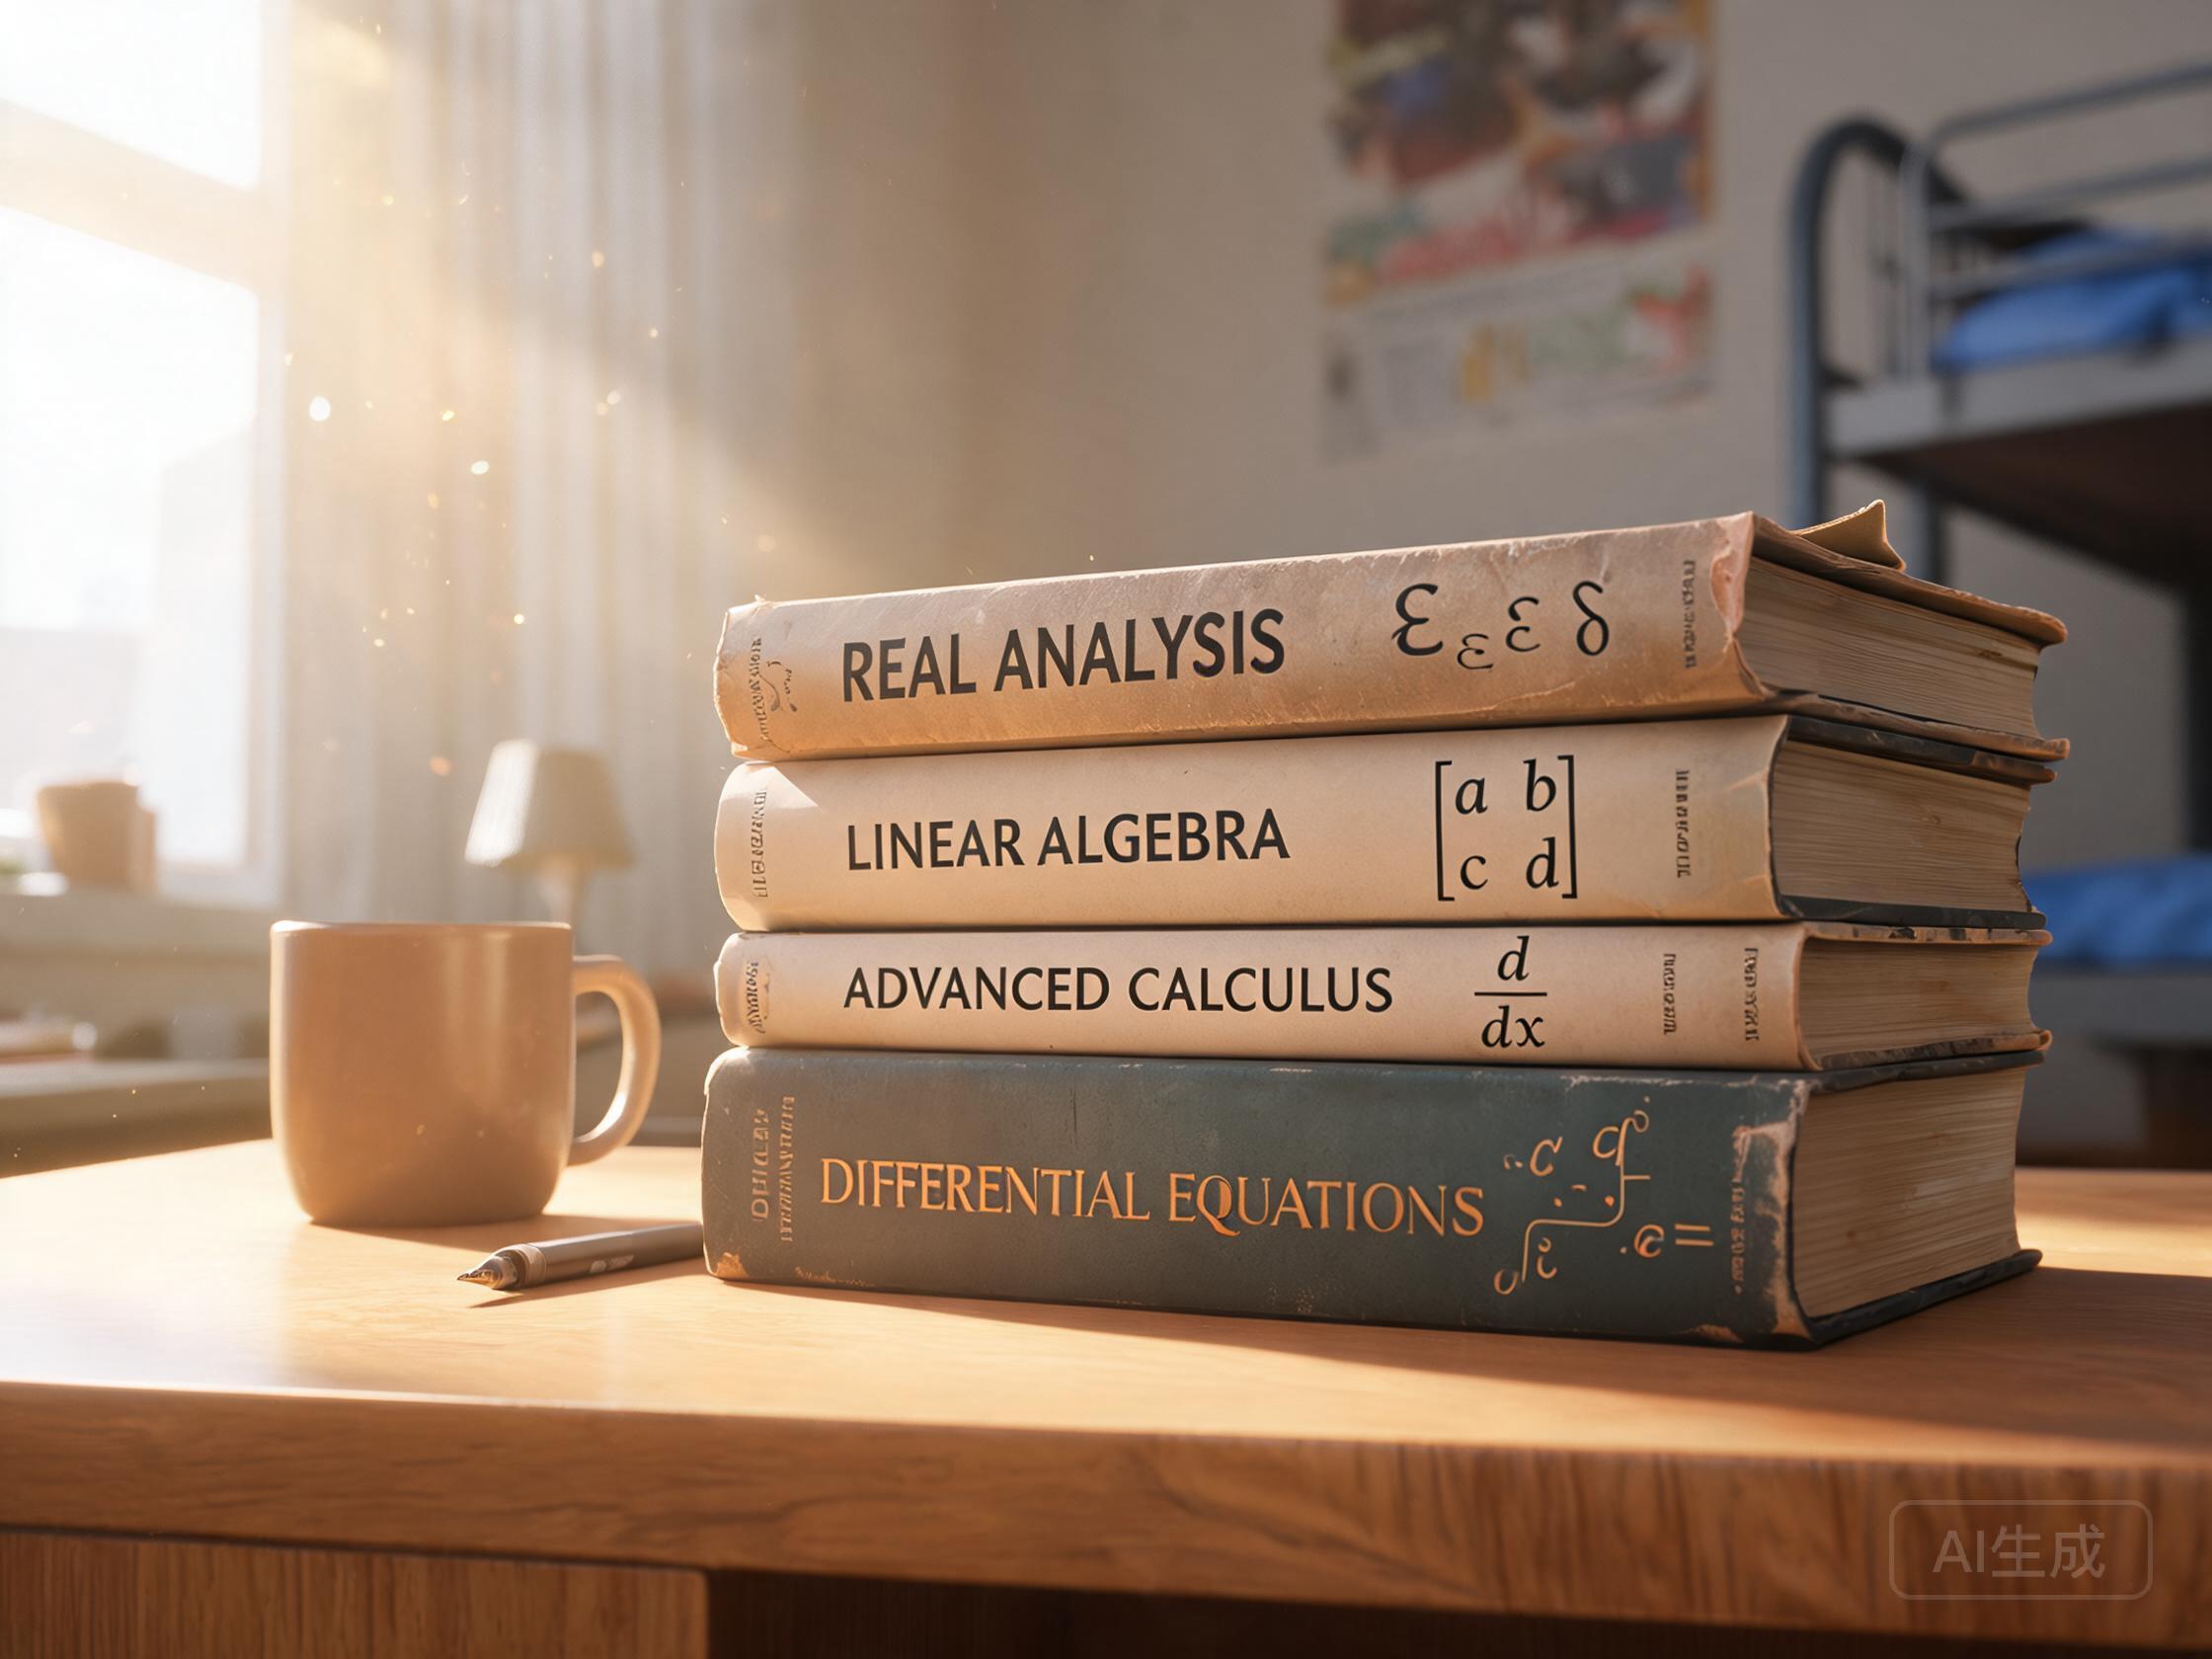 REAL ANALYSIS ε ε ε δ
LINEAR ALGEBRA
a b
c d
ADVANCED CALCULUS
d
dx
DIFFERENTIAL EQUATIONS
AI生成